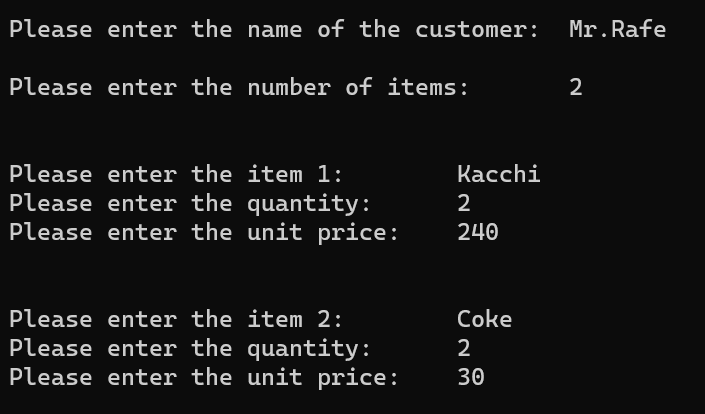 Please enter the name of the customer:  Mr.Rafe
Please enter the number of items:       2
Please enter the item 1:        Kacchi
Please enter the quantity:      2
Please enter the unit price:    240
Please enter the item 2:        Coke
Please enter the quantity:      2
Please enter the unit price:    30